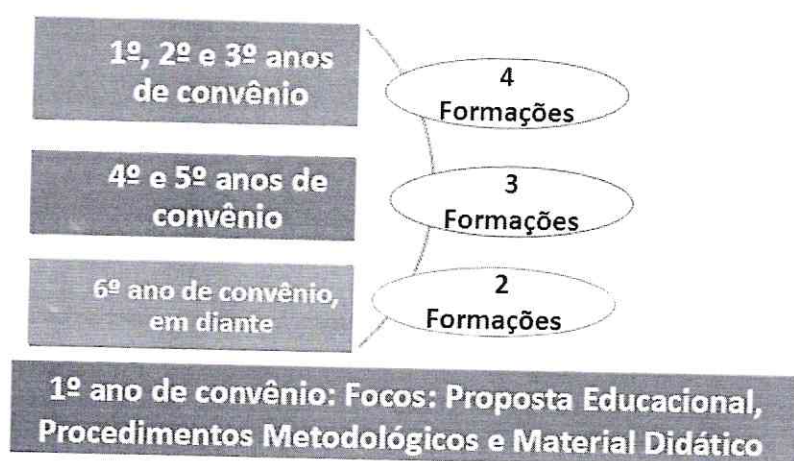 1º, 2º e 3º anos
de convênio
4
Formações
4º e 5º anos de
convênio
3
Formações
6º ano de convênio,
em diante
2
Formações
1º ano de convênio: Focos: Proposta Educacional,
Procedimentos Metodológicos e Material Didático